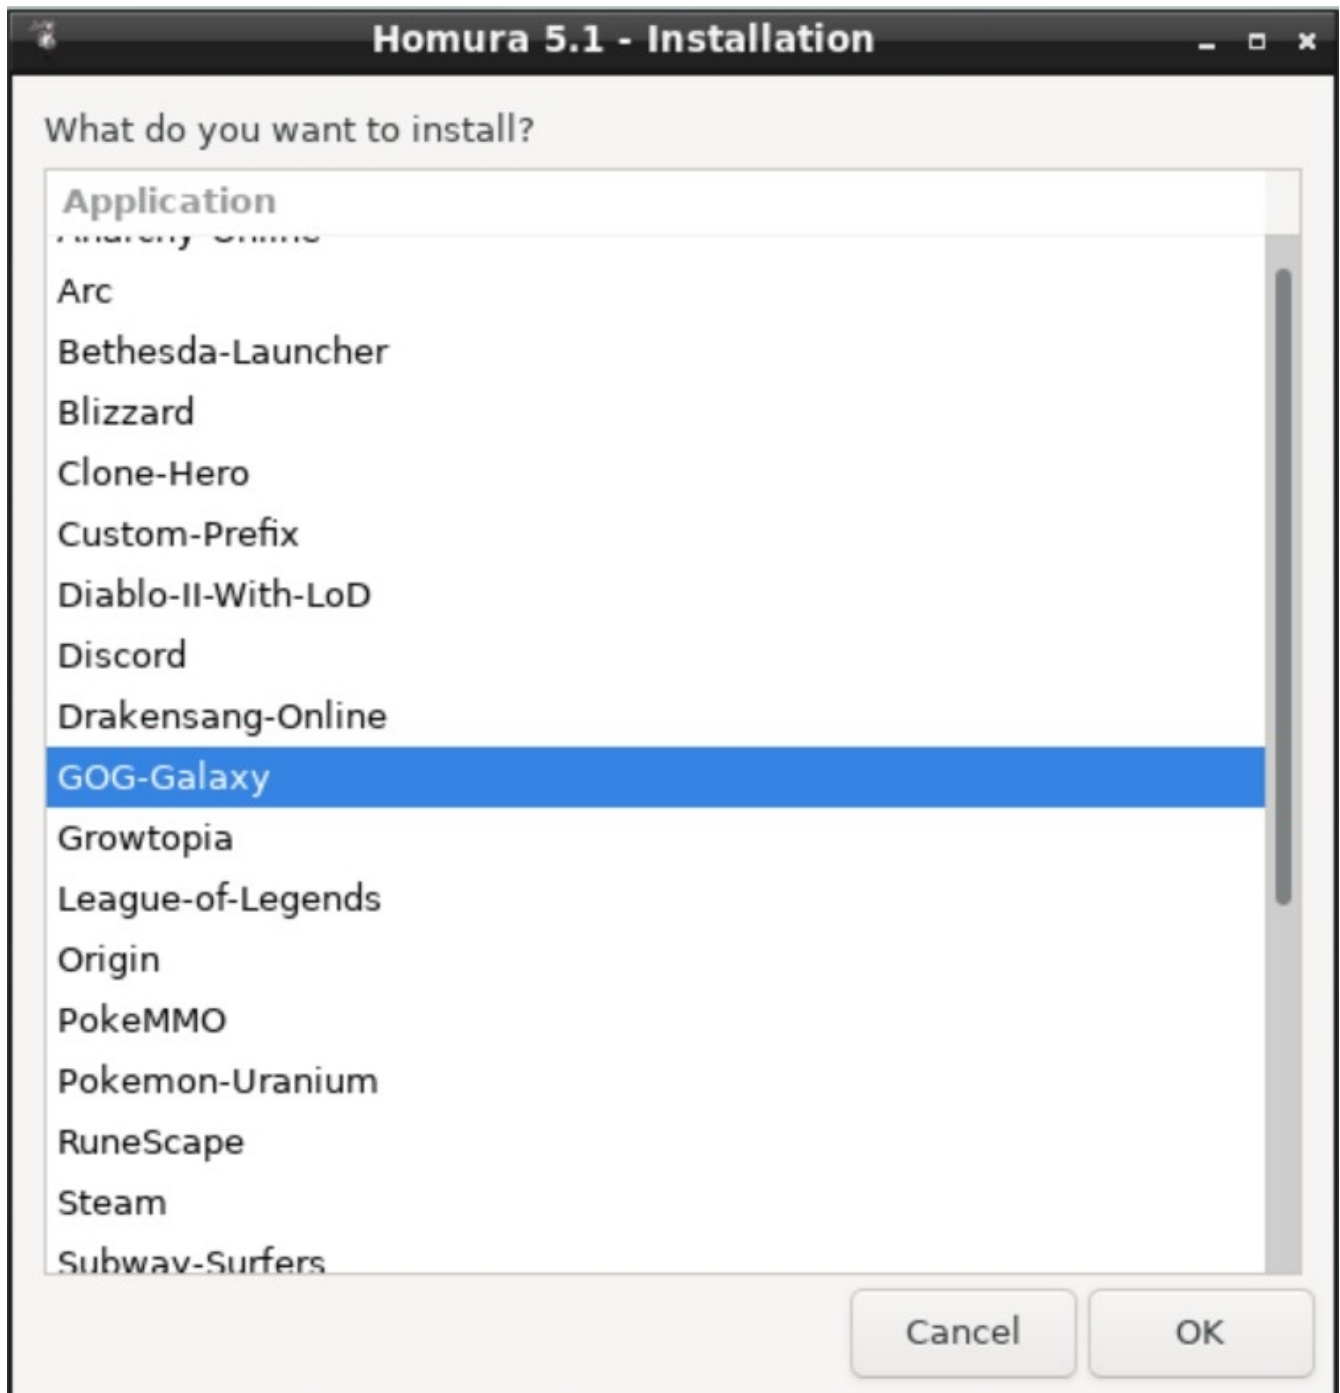 Homura 5.1 - Installation
What do you want to install?
Application
Anarchy-Online
Arc
Bethesda-Launcher
Blizzard
Clone-Hero
Custom-Prefix
Diablo-II-With-LoD
Discord
Drakensang-Online
GOG-Galaxy
Growtopia
League-of-Legends
Origin
PokeMMO
Pokemon-Uranium
RuneScape
Steam
Subway-Surfers
Cancel
OK